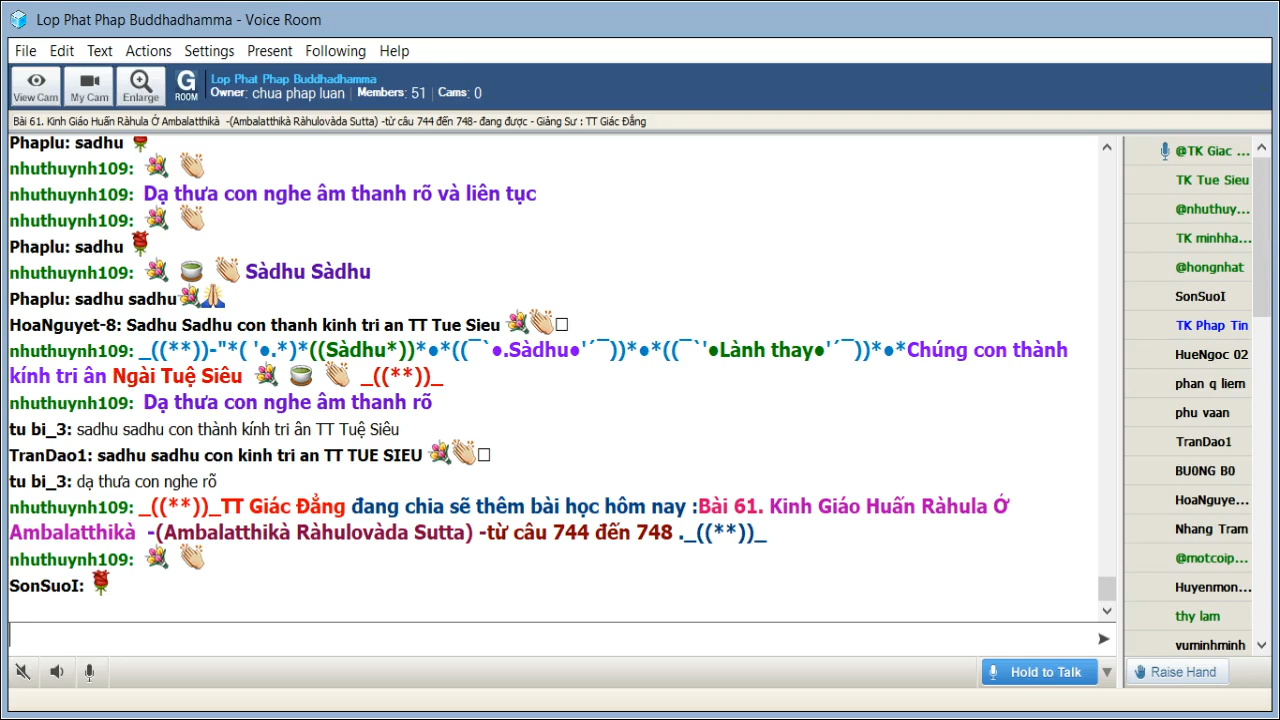 Lop Phat Phap Buddhadhamma - Voice Room
File Edit Text Actions Settings Present Following Help
View Cam My Cam Enlarge G ROOM
Lop Phat Phap Buddhadhamma
Owner: chua phap luan Members: 51 Cams: 0
Bài 61. Kinh Giáo Huấn Ràhula Ở Ambalatthikà -(Ambalatthikà Ràhulovàda Sutta) -từ câu 744 đến 748- đang được - Giảng Sư : TT Giác Đẳng
Phaplu: sadhu
nhuthuynh109:
nhuthuynh109: Dạ thưa con nghe âm thanh rõ và liên tục
nhuthuynh109:
Phaplu: sadhu
nhuthuynh109: Sàdhu Sàdhu
Phaplu: sadhu sadhu
HoaNguyet-8: Sadhu Sadhu con thanh kinh tri an TT Tue Sieu
nhuthuynh109: _((**))-"*( '●.*)*((Sàdhu*))*●*((¯`●.Sàdhu●'´¯))*●*((¯`'●Lành thay●'´¯))*●*Chúng con thành
kính tri ân Ngài Tuệ Siêu _((**))_
nhuthuynh109: Dạ thưa con nghe âm thanh rõ
tu bi_3: sadhu sadhu con thành kính tri ân TT Tuệ Siêu
TranDao1: sadhu sadhu con kinh tri an TT TUE SIEU
tu bi_3: dạ thưa con nghe rõ
nhuthuynh109: _((**))_TT Giác Đẳng đang chia sẽ thêm bài học hôm nay :Bài 61. Kinh Giáo Huấn Ràhula Ở
Ambalatthikà -(Ambalatthikà Ràhulovàda Sutta) -từ câu 744 đến 748 ._((**))_
nhuthuynh109:
SonSuoI:
@TK Giac ...
TK Tue Sieu
@nhuthuy...
TK minhha...
@hongnhat
SonSuoI
TK Phap Tin
HueNgoc 02
phan q liem
phu vaan
TranDao1
BU0NG B0
HoaNguye...
Nhang Tram
@motcoip...
Huyenmon...
thy lam
vuminhminh
Hold to Talk
Raise Hand